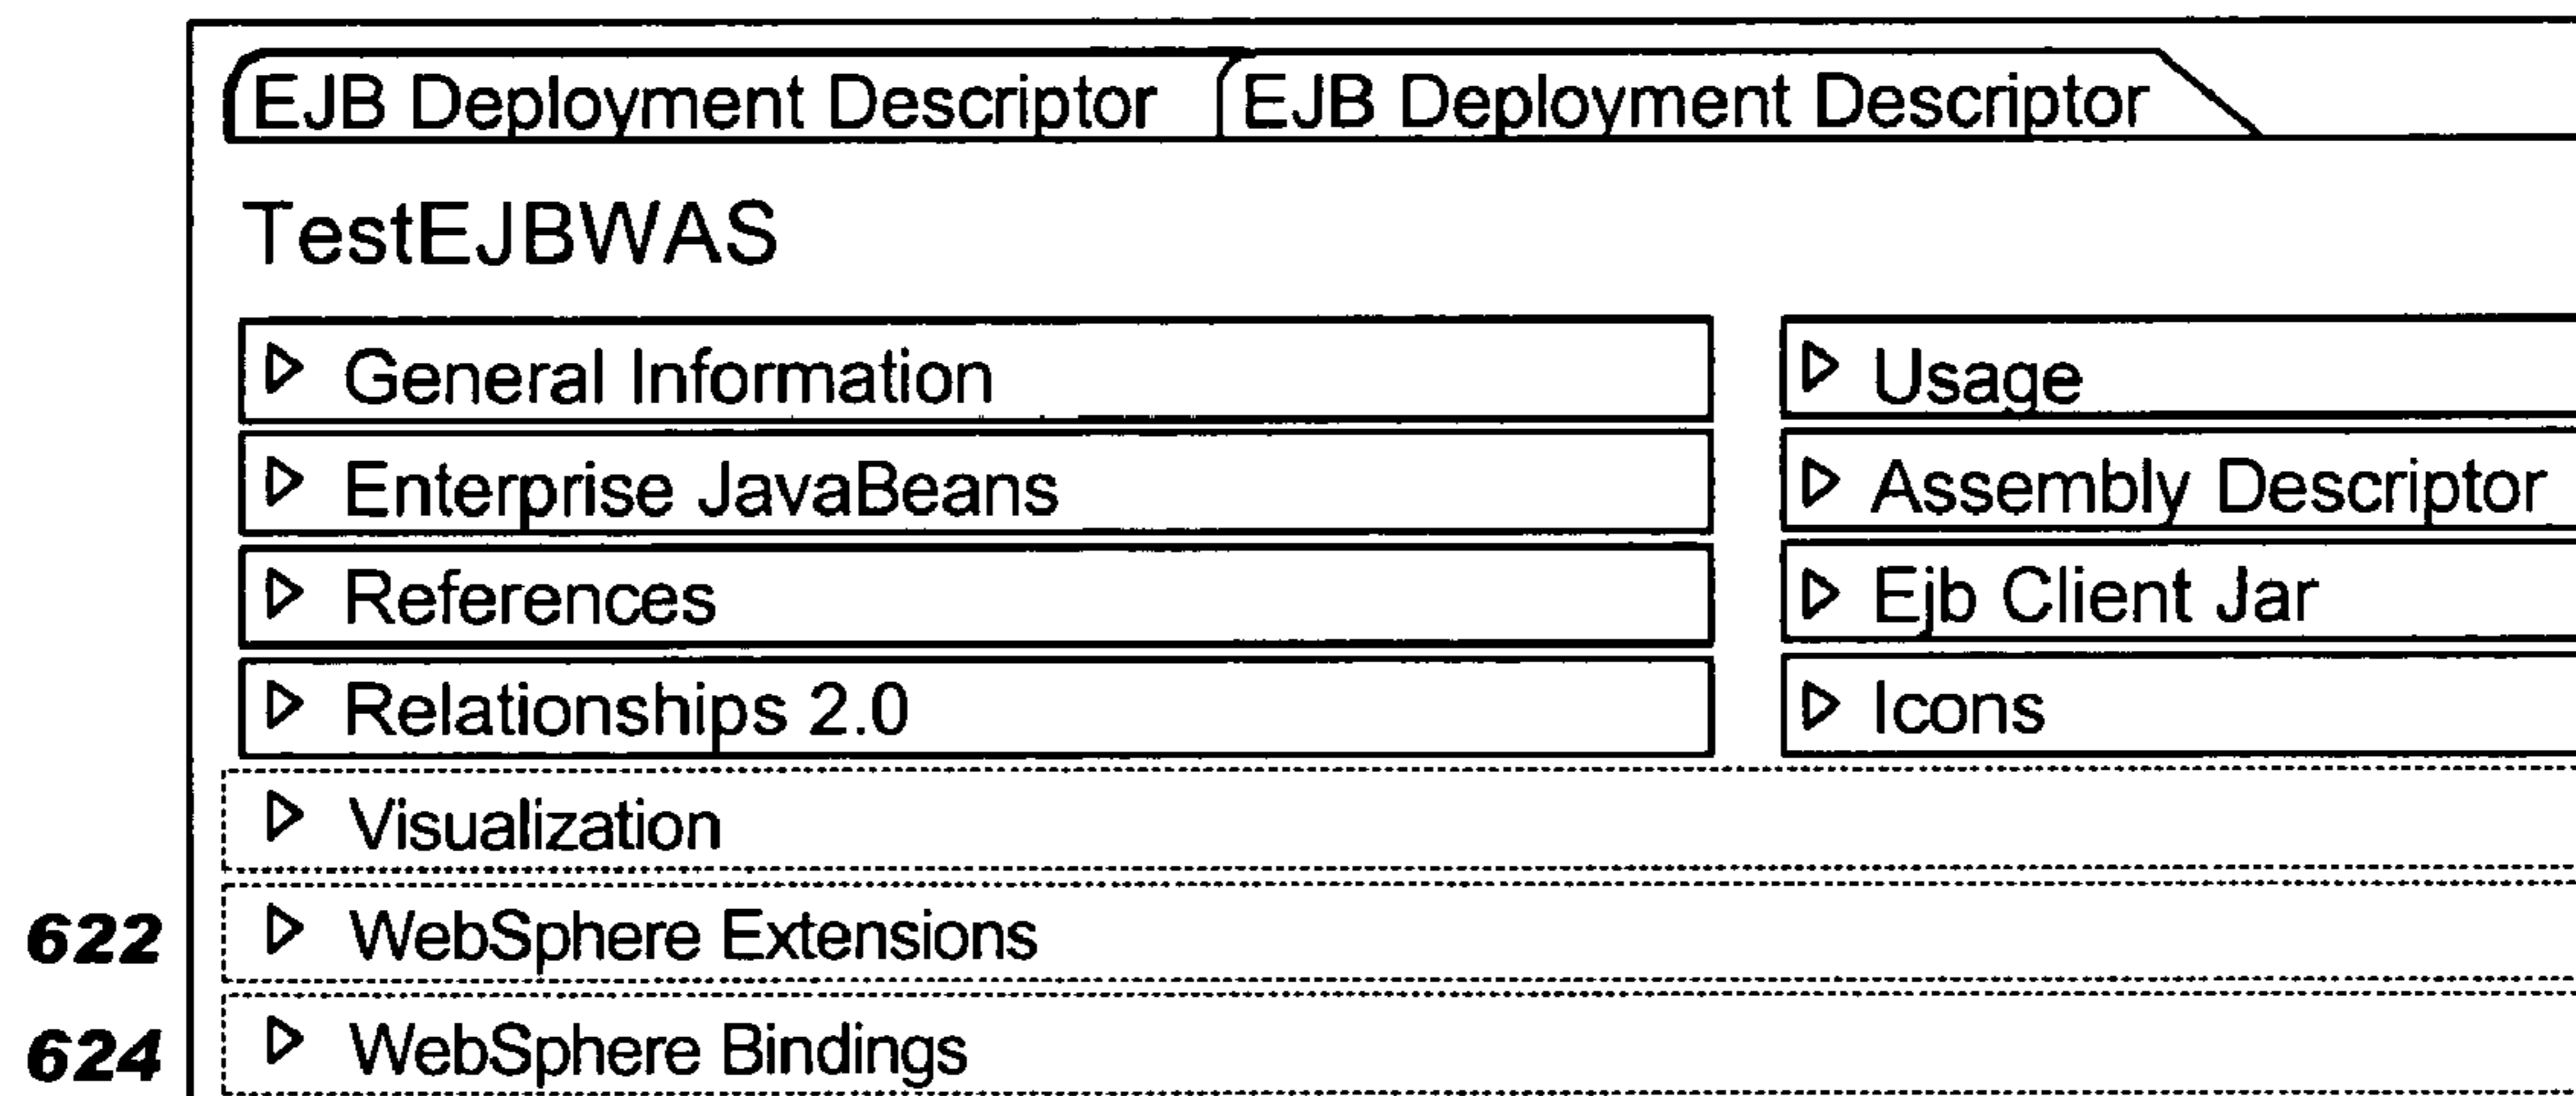 EJB Deployment Descriptor EJB Deployment Descriptor
TestEJBWAS
General Information Usage
Enterprise JavaBeans Assembly Descriptor
References Ejb Client Jar
Relationships 2.0 Icons
Visualization
622 WebSphere Extensions
624 WebSphere Bindings